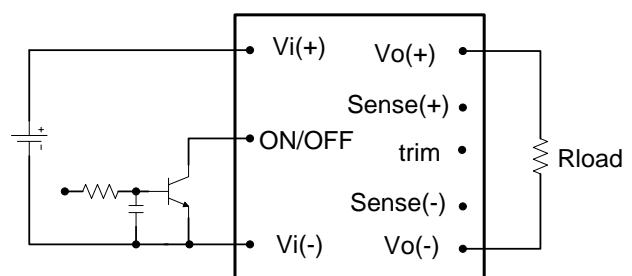 Vi(+)
Vo(+)
Sense(+)
ON/OFF
trim
Rload
Sense(-)
Vi(-)
Vo(-)
+
-